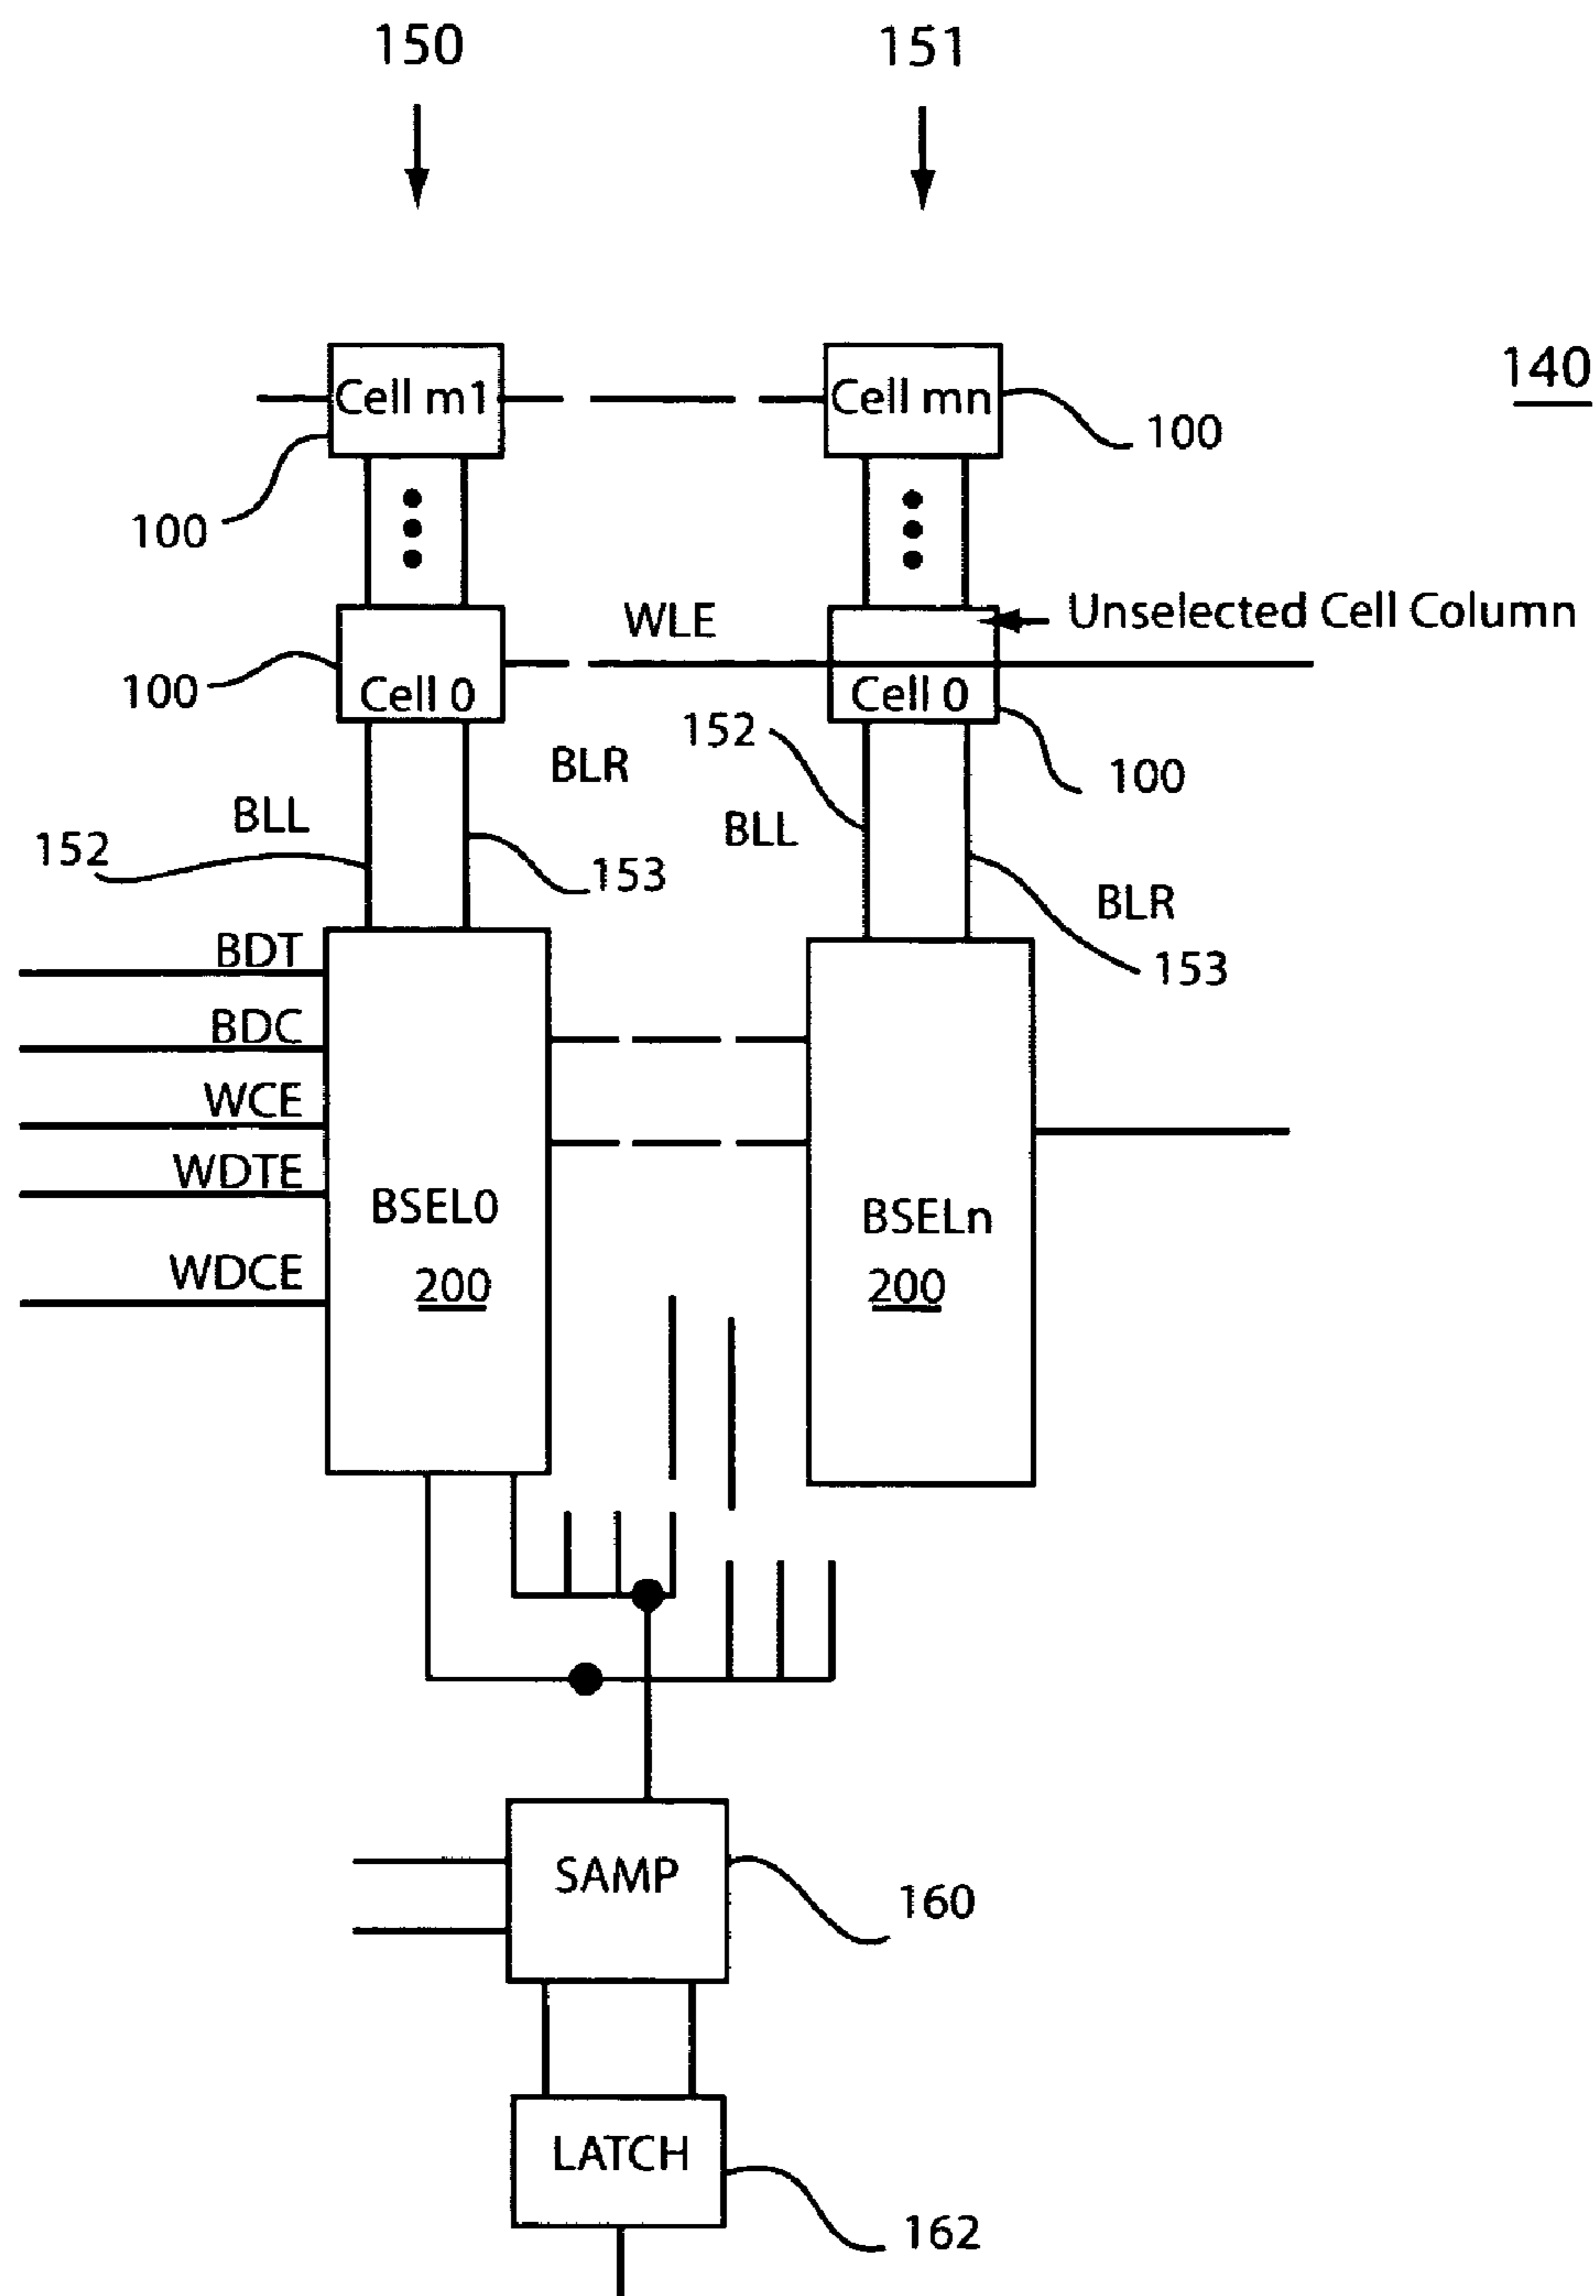 150
151
140
Cell m1
Cell mn
100
100
Unselected Cell Column
WLE
100
Cell 0
Cell 0
152
BLR
100
BLL
BLL
152
153
BLR
153
BDT
BDC
WCE
WDTE
BSEL0
BSELn
WDCE
200
200
SAMP
160
LATCH
162